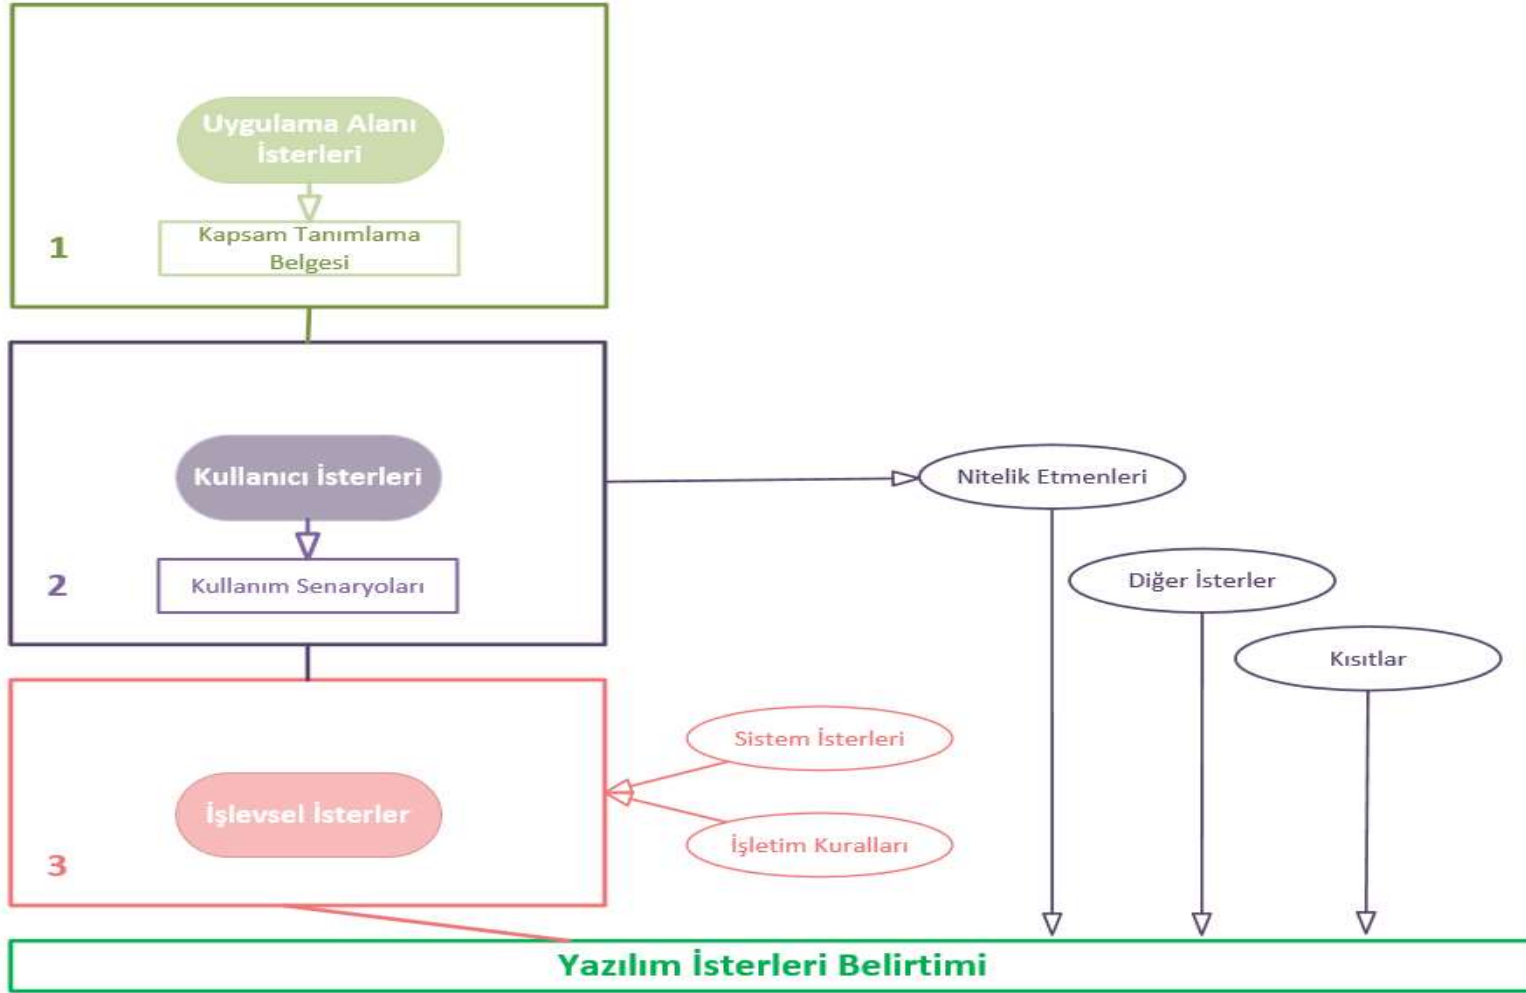 Uygulama Alanı
İsterleri
Kapsam Tanımlama
Belgesi
1
Kullanıcı İsterleri
Kullanım Senaryoları
2
Nitelik Etmenleri
Diğer İsterler
Kısıtlar
İşlevsel İsterler
3
Sistem İsterleri
İşletim Kuralları
Yazılım İsterleri Belirtimi